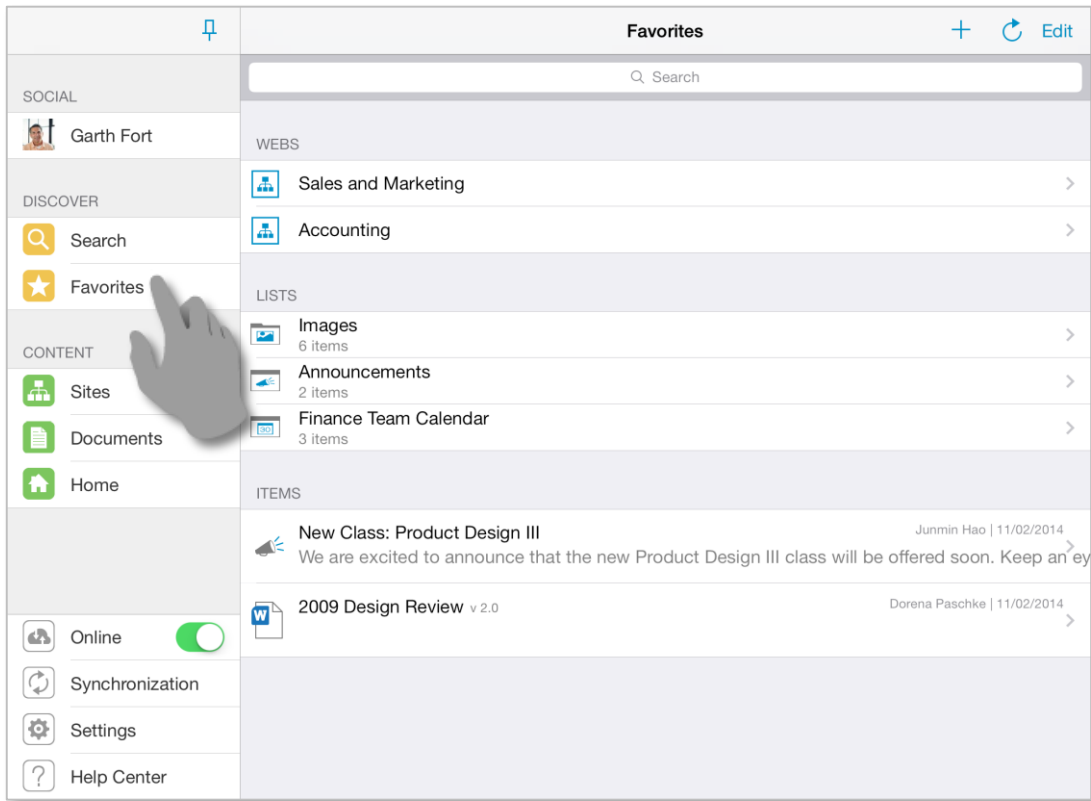 Favorites
Edit
Search
SOCIAL
Garth Fort
DISCOVER
Search
Favorites
CONTENT
Sites
Documents
Home
Online
Synchronization
Settings
Help Center
WEBS
Sales and Marketing
Accounting
LISTS
Images
6 items
Announcements
2 items
Finance Team Calendar
30
3 items
ITEMS
New Class: Product Design III
Junmin Hao | 11/02/2014
We are excited to announce that the new Product Design III class will be offered soon. Keep an ey
W
2009 Design Review v 2.0
Dorena Paschke | 11/02/2014